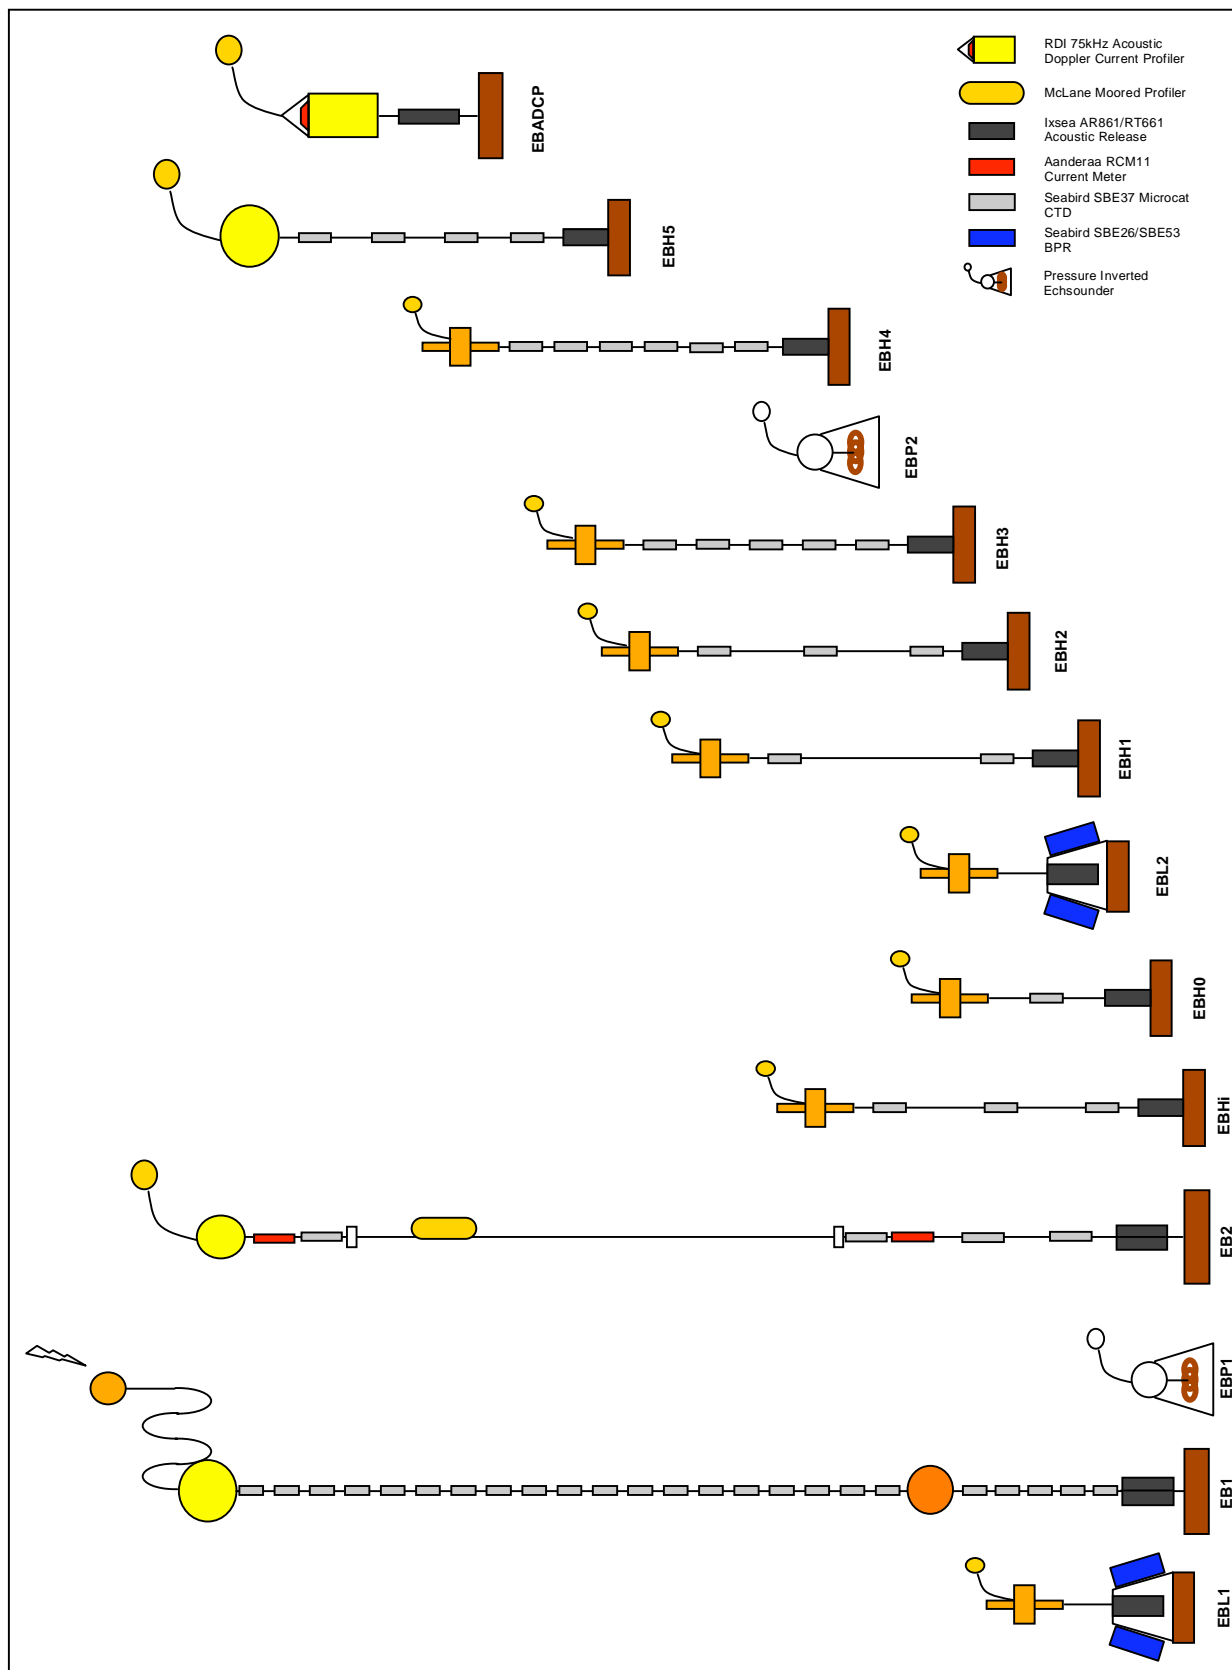 RDI 75kHz Acoustic
Doppler Current Profiler
McLane Moored Profiler
Ixsea AR861/RT661
Acoustic Release
Aanderaa RCM11
Current Meter
Seabird SBE37 Microcat
CTD
Seabird SBE26/SBE53
BPR
Pressure Inverted
Echsounder
EBADCP
EBH5
EBH4
EBP2
EBH3
EBH2
EBH1
EBL2
EBH0
EBHi
EB2
EBP1
EB1
EBL1